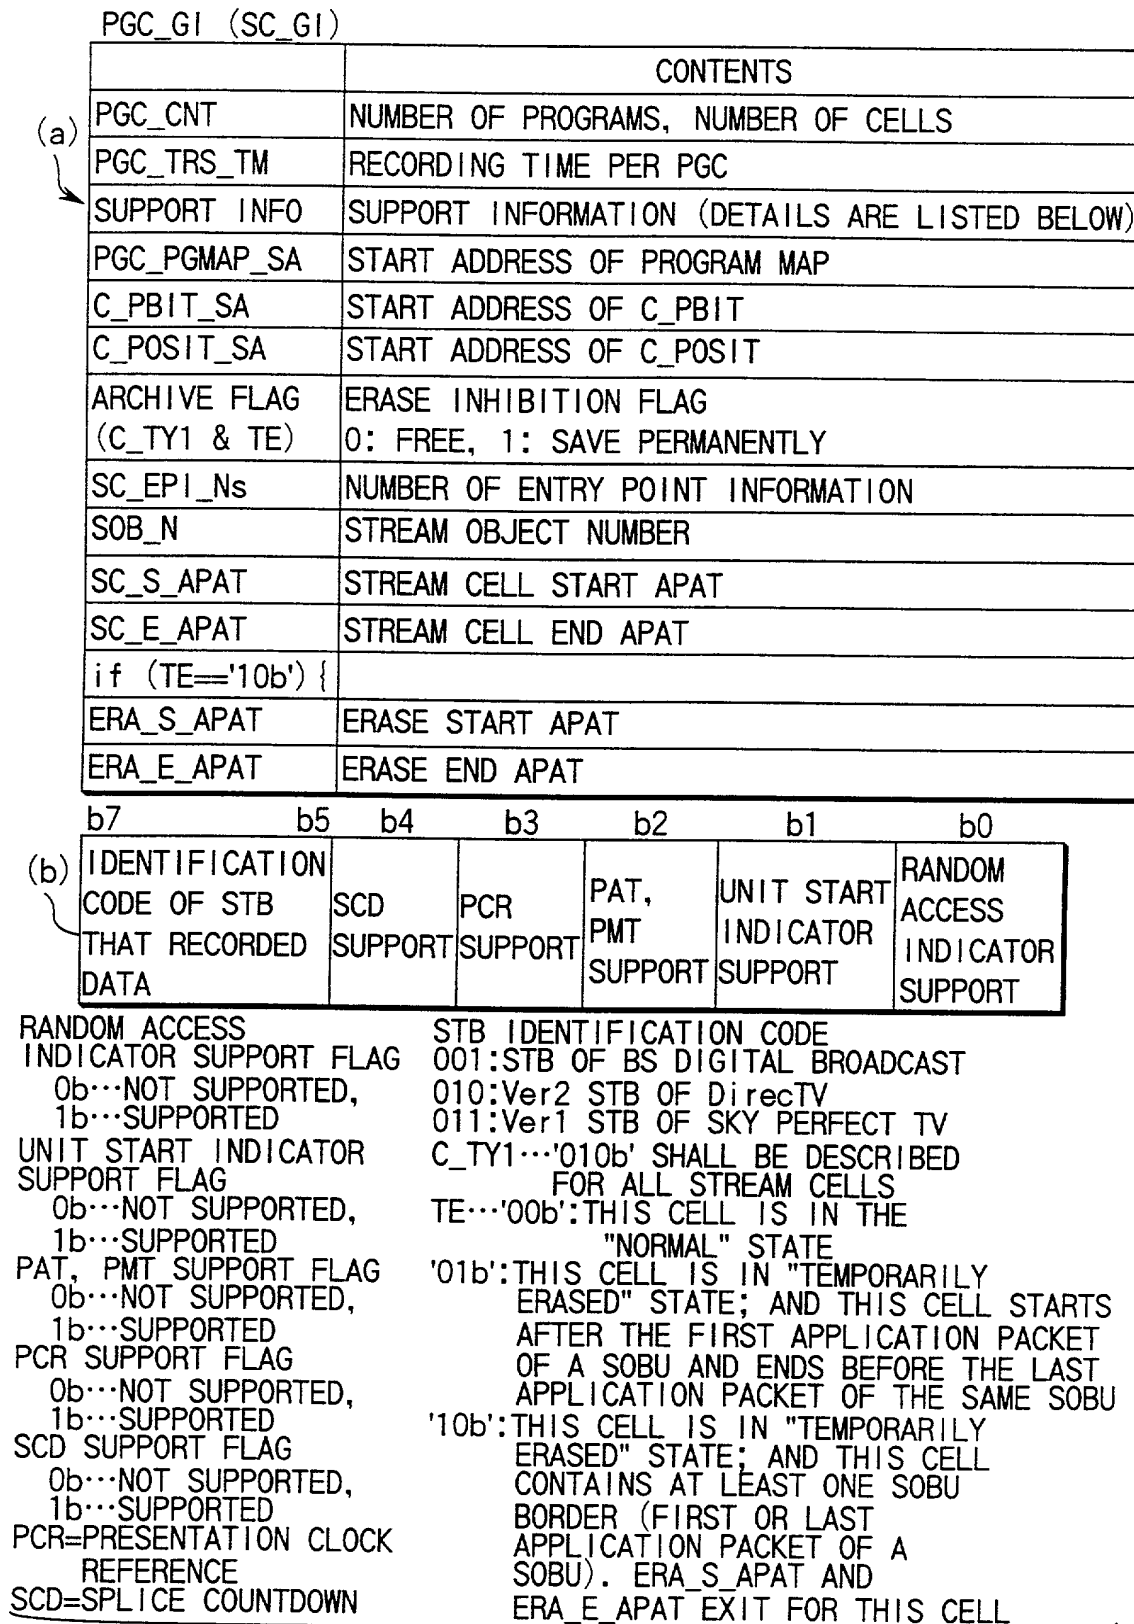 PGC_GI (SC_GI)
CONTENTS
(a)
PGC_CNT NUMBER OF PROGRAMS, NUMBER OF CELLS
PGC_TRS_TM RECORDING TIME PER PGC
SUPPORT INFO SUPPORT INFORMATION (DETAILS ARE LISTED BELOW)
PGC_PGMAP_SA START ADDRESS OF PROGRAM MAP
C_PBIT_SA START ADDRESS OF C_PBIT
C_POSIT_SA START ADDRESS OF C_POSIT
ARCHIVE FLAG ERASE INHIBITION FLAG
(C_TY1 & TE) 0: FREE, 1: SAVE PERMANENTLY
SC_EPI_Ns NUMBER OF ENTRY POINT INFORMATION
SOB_N STREAM OBJECT NUMBER
SC_S_APAT STREAM CELL START APAT
SC_E_APAT STREAM CELL END APAT
if (TE=='10b') {
ERA_S_APAT ERASE START APAT
ERA_E_APAT ERASE END APAT
b7 b5 b4 b3 b2 b1 b0
(b)
IDENTIFICATION
CODE OF STB
THAT RECORDED
DATA
SCD
SUPPORT
PCR
SUPPORT
PAT,
PMT
SUPPORT
UNIT START
INDICATOR
SUPPORT
RANDOM
ACCESS
INDICATOR
SUPPORT
RANDOM ACCESS
INDICATOR SUPPORT FLAG
0b···NOT SUPPORTED,
1b···SUPPORTED
UNIT START INDICATOR
SUPPORT FLAG
0b···NOT SUPPORTED,
1b···SUPPORTED
PAT, PMT SUPPORT FLAG
0b···NOT SUPPORTED,
1b···SUPPORTED
PCR SUPPORT FLAG
0b···NOT SUPPORTED,
1b···SUPPORTED
SCD SUPPORT FLAG
0b···NOT SUPPORTED,
1b···SUPPORTED
PCR=PRESENTATION CLOCK
REFERENCE
SCD=SPLICE COUNTDOWN
STB IDENTIFICATION CODE
001:STB OF BS DIGITAL BROADCAST
010:Ver2 STB OF DirecTV
011:Ver1 STB OF SKY PERFECT TV
C_TY1···'010b' SHALL BE DESCRIBED
FOR ALL STREAM CELLS
TE···'00b':THIS CELL IS IN THE
"NORMAL" STATE
'01b':THIS CELL IS IN "TEMPORARILY
ERASED" STATE; AND THIS CELL STARTS
AFTER THE FIRST APPLICATION PACKET
OF A SOBU AND ENDS BEFORE THE LAST
APPLICATION PACKET OF THE SAME SOBU
'10b':THIS CELL IS IN "TEMPORARILY
ERASED" STATE; AND THIS CELL
CONTAINS AT LEAST ONE SOBU
BORDER (FIRST OR LAST
APPLICATION PACKET OF A
SOBU). ERA_S_APAT AND
ERA_E_APAT EXIT FOR THIS CELL